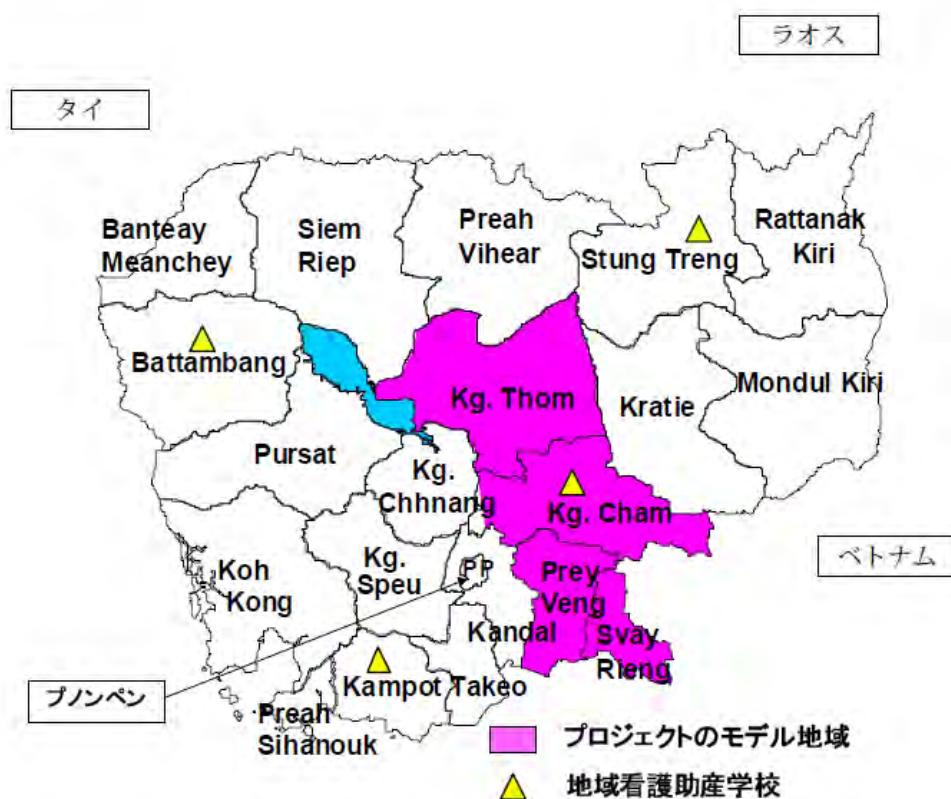 ラオス
タイ
Banteay
Meanchey
Siem
Riep
Preah
Vihear
Stung Treng
Rattanak
Kiri
Battambang
Kg. Thom
Kratie
Mondul Kiri
Pursat
Kg.
Chhnang
Kg. Cham
ベトナム
Koh
Kong
Kg.
Speu
PP
Prey
Veng
Kandal
Svay
Rieng
プノンペン
Kampot
Takeo
Preah
Sihanouk
プロジェクトのモデル地域
地域看護助産学校